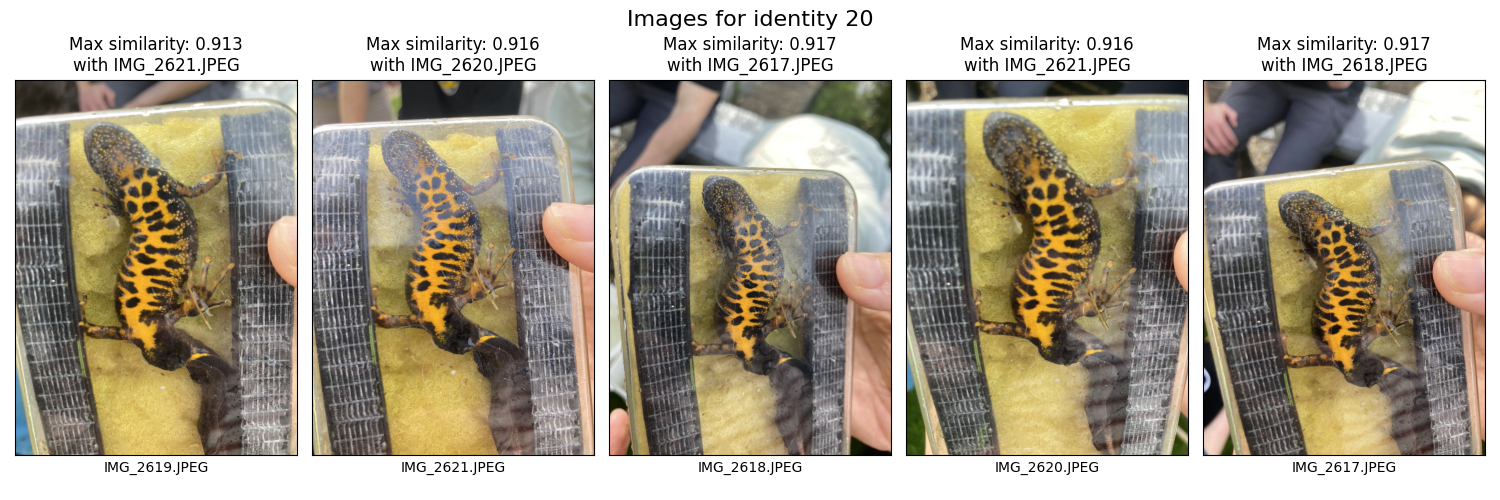 Images for identity 20
Max similarity: 0.913
with IMG_2621.JPEG
Max similarity: 0.916
with IMG_2620.JPEG
Max similarity: 0.917
with IMG_2617.JPEG
Max similarity: 0.916
with IMG_2621.JPEG
Max similarity: 0.917
with IMG_2618.JPEG
IMG_2619.JPEG
IMG_2621.JPEG
IMG_2618.JPEG
IMG_2620.JPEG
IMG_2617.JPEG